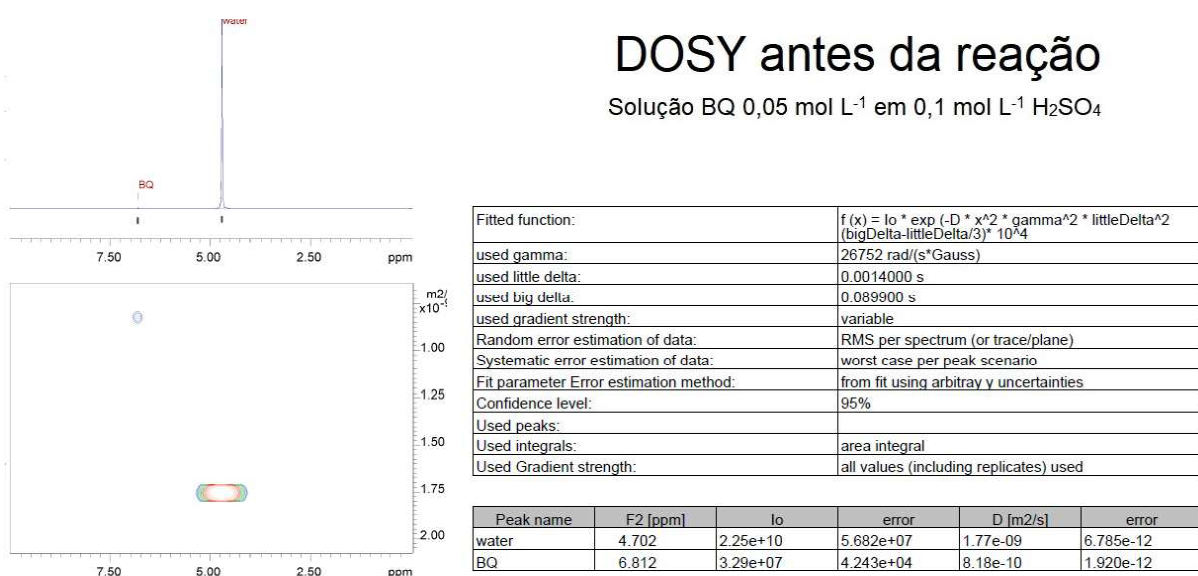 water
DOSY antes da reação
Solução BQ 0,05 mol L-1 em 0,1 mol L-1 H2SO4
BQ
7.50 5.00 2.50 ppm
m2/
x10-9
1.00
1.25
1.50
1.75
2.00
7.50 5.00 2.50 ppm
Fitted function: f (x) = Io * exp (-D * x^2 * gamma^2 * littleDelta^2
(bigDelta-littleDelta/3)* 10^4
used gamma: 26752 rad/(s*Gauss)
used little delta: 0.0014000 s
used big delta: 0.089900 s
used gradient strength: variable
Random error estimation of data: RMS per spectrum (or trace/plane)
Systematic error estimation of data: worst case per peak scenario
Fit parameter Error estimation method: from fit using arbitray y uncertainties
Confidence level: 95%
Used peaks:
Used integrals: area integral
Used Gradient strength: all values (including replicates) used
Peak name F2 [ppm] Io error D [m2/s] error
water 4.702 2.25e+10 5.682e+07 1.77e-09 6.785e-12
BQ 6.812 3.29e+07 4.243e+04 8.18e-10 1.920e-12